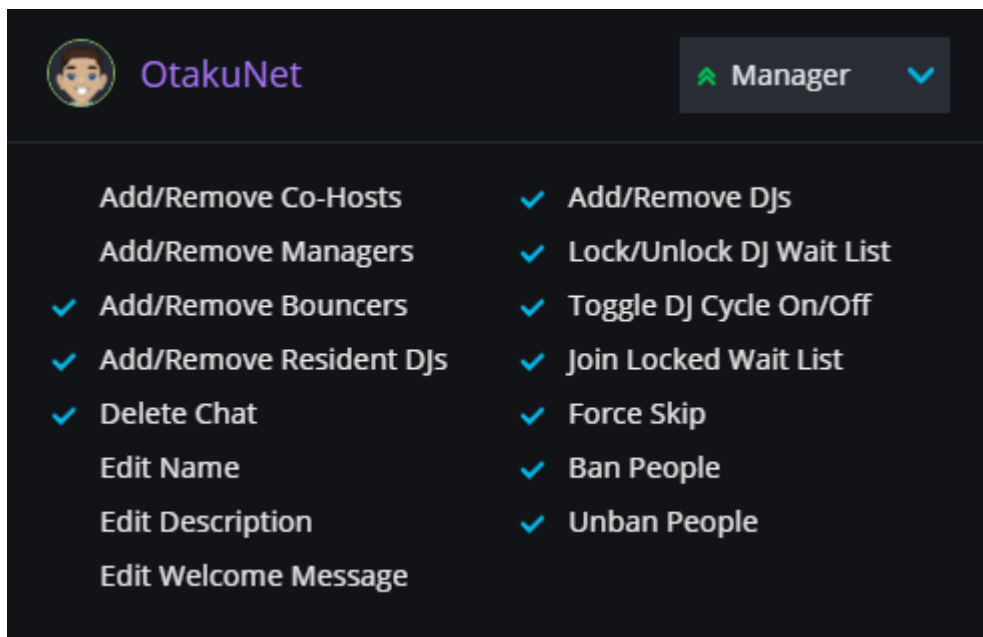 OtakuNet
Manager
Add/Remove Co-Hosts
Add/Remove Managers
Add/Remove Bouncers
Add/Remove Resident DJs
Delete Chat
Edit Name
Edit Description
Edit Welcome Message
Add/Remove DJs
Lock/Unlock DJ Wait List
Toggle DJ Cycle On/Off
Join Locked Wait List
Force Skip
Ban People
Unban People